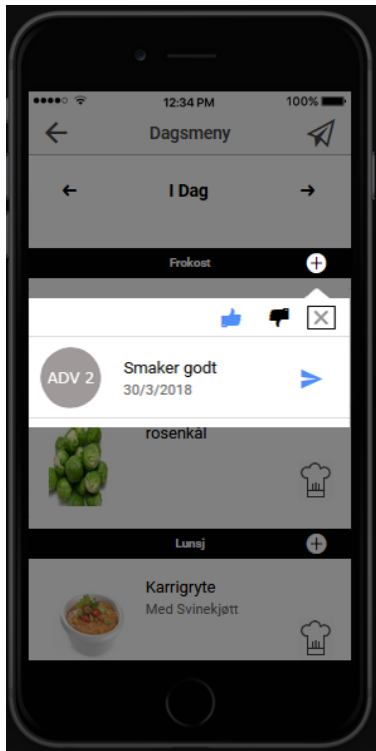 12:34 PM
100%
Dagsmeny
I Dag
Frokost
ADV 2
Smaker godt
30/3/2018
rosenkål
Lunsj
Karrigryte
Med Svinekjøtt